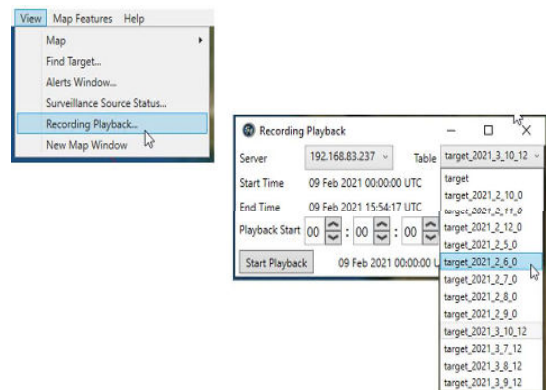 View Map Features Help
Map
Find Target...
Alerts Window...
Surveillance Source Status...
Recording Playback...
New Map Window
Recording Playback
Server 192.168.83.237 Table target_2021_3_10_12
Start Time 09 Feb 2021 00:00:00 UTC
End Time 09 Feb 2021 15:54:17 UTC
Playback Start 00 : 00 : 00
Start Playback 09 Feb 2021 00:00:00 U
target
target_2021_2_10_0
target_2021_2_11_0
target_2021_2_12_0
target_2021_2_5_0
target_2021_2_6_0
target_2021_2_7_0
target_2021_2_8_0
target_2021_2_9_0
target_2021_3_10_12
target_2021_3_7_12
target_2021_3_8_12
target_2021_3_9_12